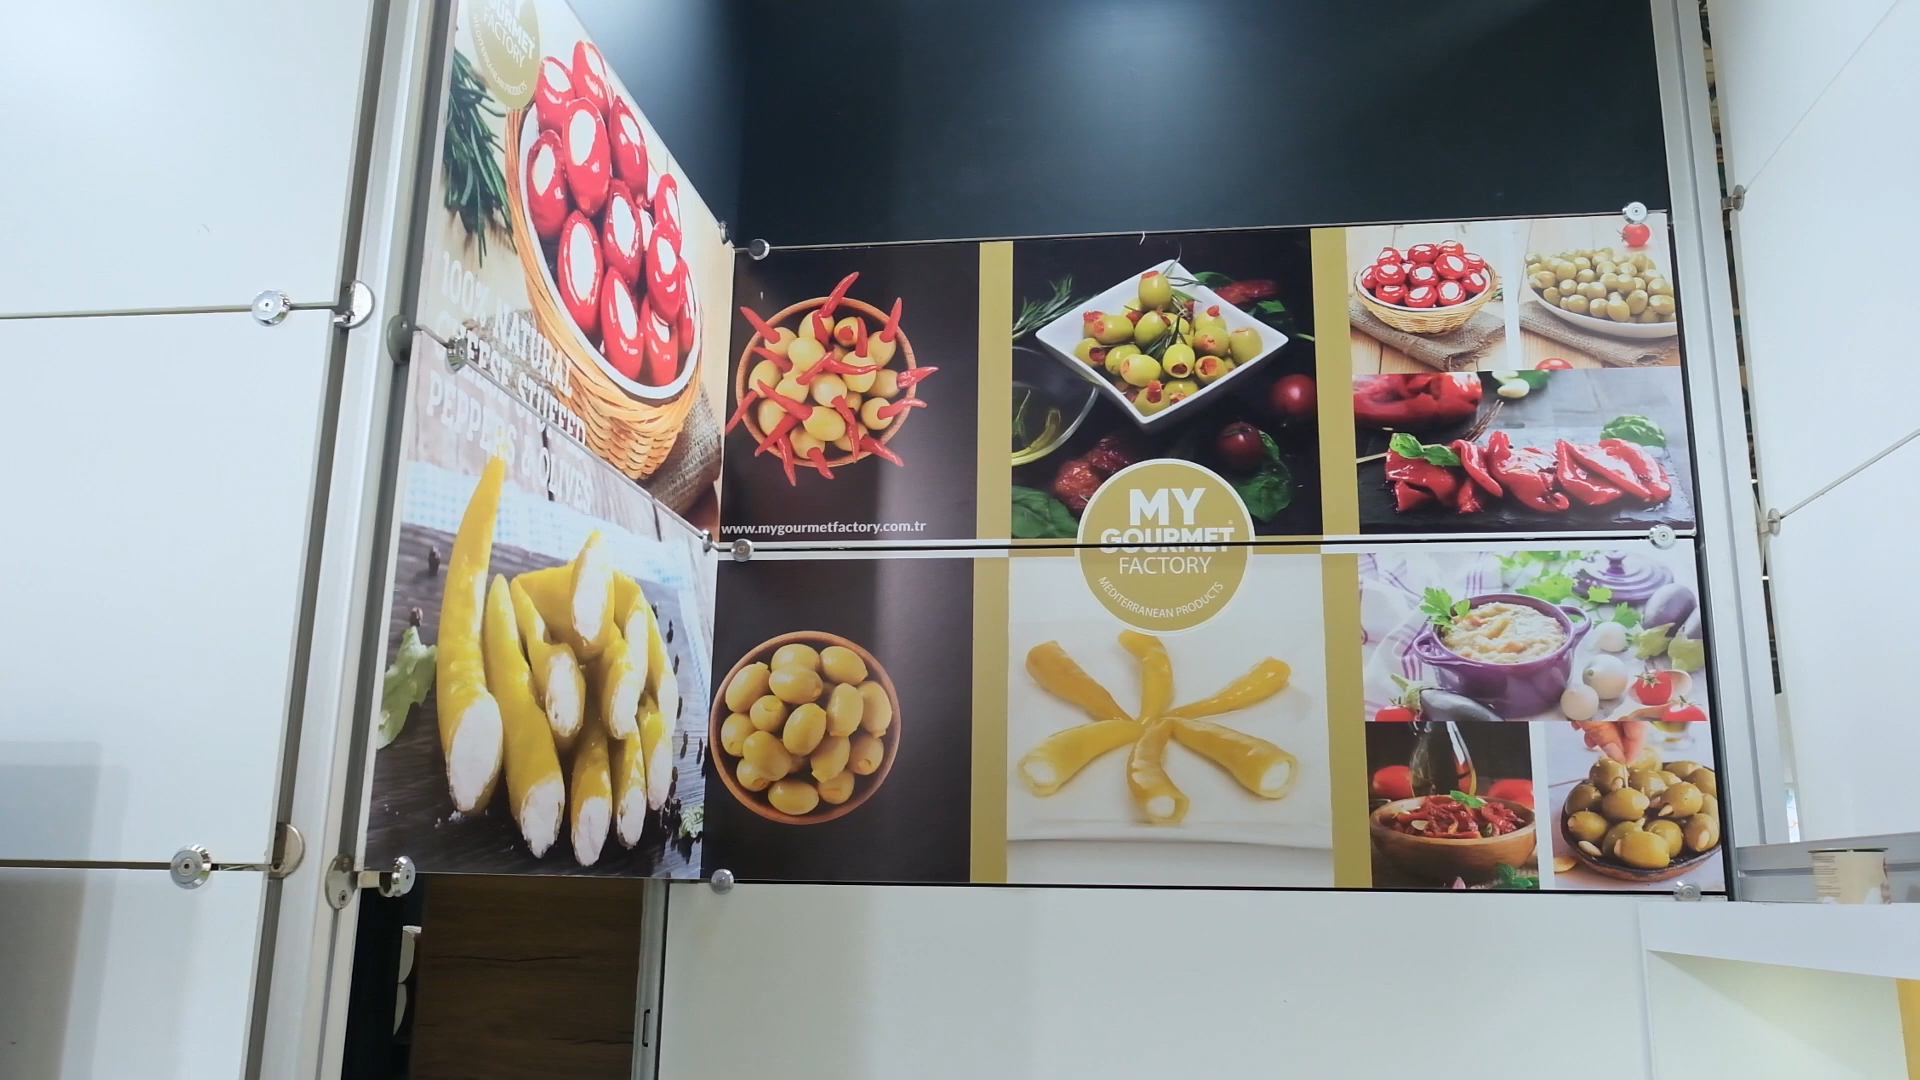 MY
GOURMET
FACTORY
MEDITERRANEAN PRODUCTS
100% NATURAL
CHEESE STUFFED
PEPPERS & OLIVES
www.mygourmetfactory.com.tr
MY
GOURMET
FACTORY
MEDITERRANEAN PRODUCTS